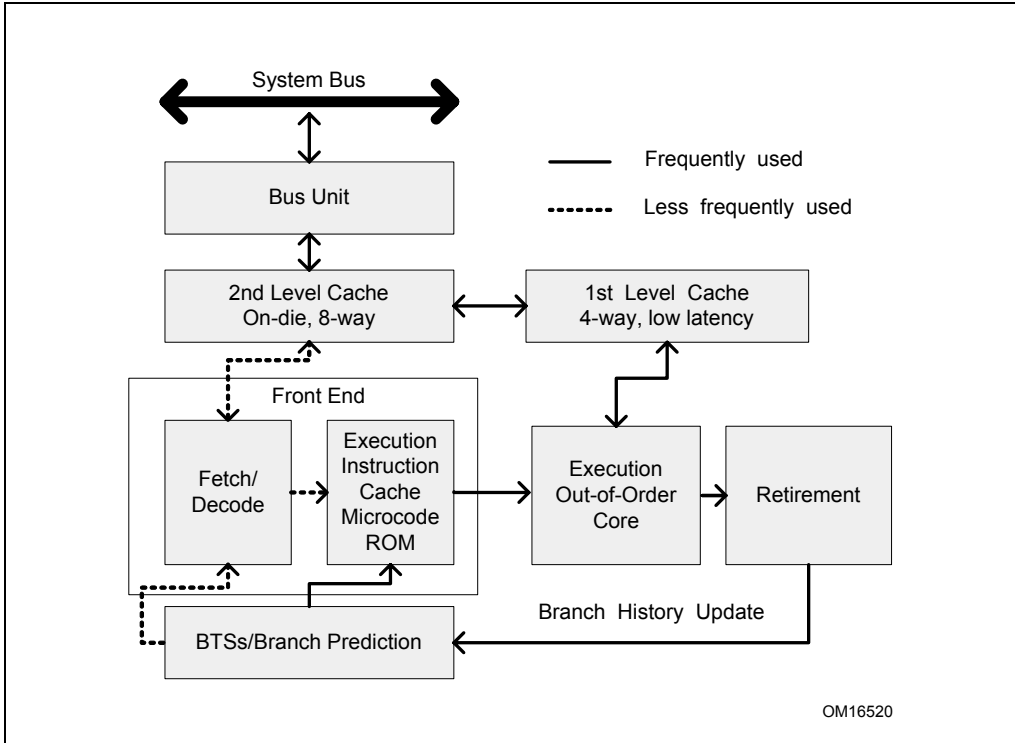 System Bus
Frequently used
Less frequently used
Bus Unit
2nd Level Cache
On-die, 8-way
1st Level Cache
4-way, low latency
Front End
Fetch/
Decode
Execution
Instruction
Cache
Microcode
ROM
Execution
Out-of-Order
Core
Retirement
Branch History Update
BTSs/Branch Prediction
OM16520